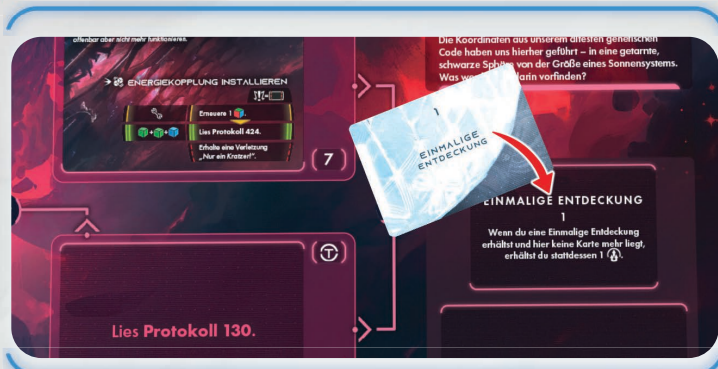 offenbar aber nicht mehr funktionieren.
ENERGIEKOPPLUNG INSTALLIEREN
Erneuere 1
Lies Protokoll 424.
Erhalte eine Verletzung
„Nur ein Kratzer!“.
7
Die Koordinaten aus unserem ältesten genetischen
Code haben uns hierher geführt – in eine getarnte,
schwarze Sphäre von der Größe eines Sonnensystems.
Was darin vorfinden?
1
EINMALIGE
ENTDECKUNG
EINMALIGE ENTDECKUNG
1
Wenn du eine Einmalige Entdeckung
erhältst und hier keine Karte mehr liegt,
erhältst du stattdessen 1
T
Lies Protokoll 130.